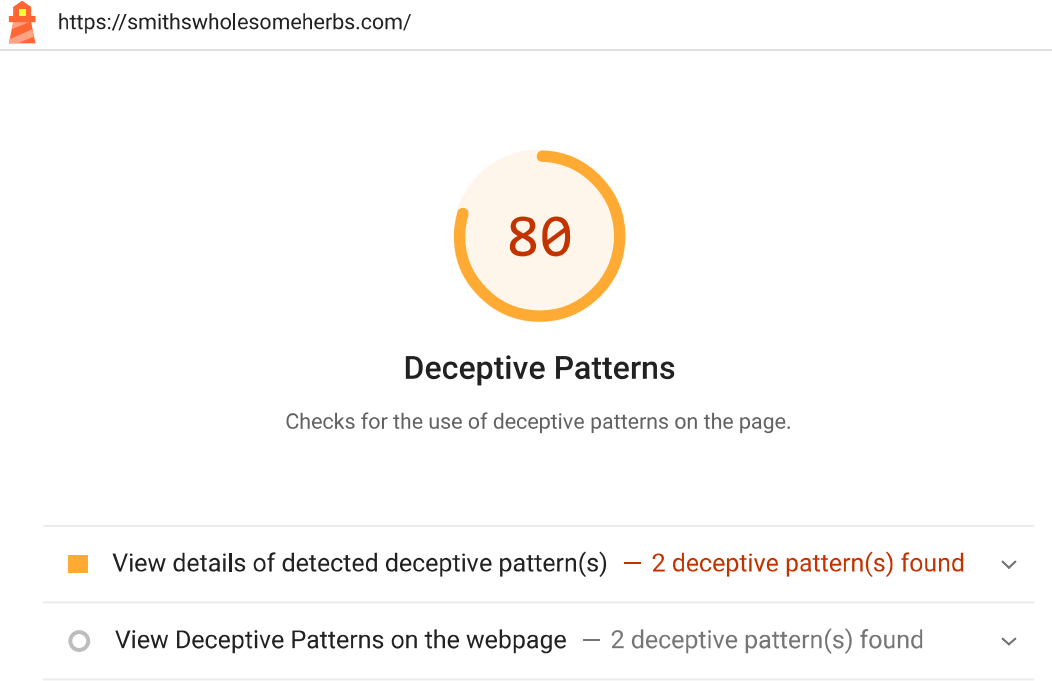 https://smithswholesomeherbs.com/
80
Deceptive Patterns
Checks for the use of deceptive patterns on the page.
View details of detected deceptive pattern(s) — 2 deceptive pattern(s) found
View Deceptive Patterns on the webpage — 2 deceptive pattern(s) found